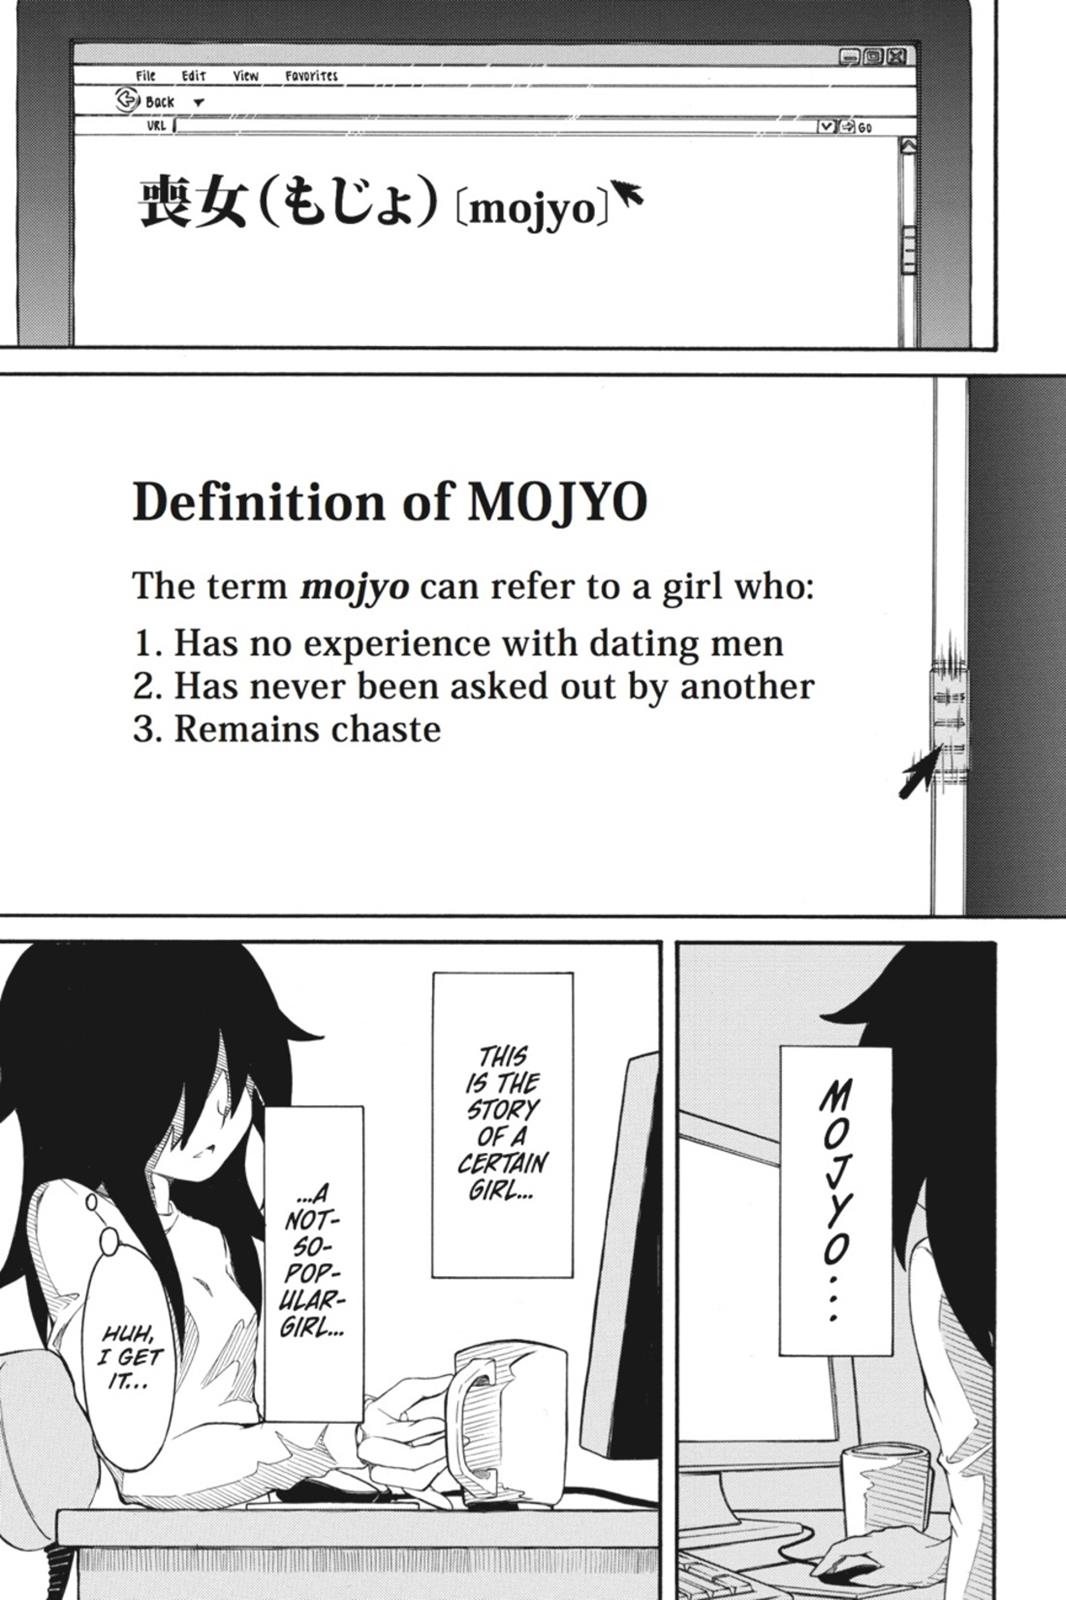 File Edit View Favorites
Back
URL GO
喪女(もじょ)〔mojyo〕
Definition of MOJYO
The term mojyo can refer to a girl who:
1. Has no experience with dating men
2. Has never been asked out by another
3. Remains chaste
MOJYO...
THIS
IS THE
STORY
OF A
CERTAIN
GIRL...
...A
NOT-
SO-
POP-
ULAR-
GIRL...
HUH,
I GET
IT...